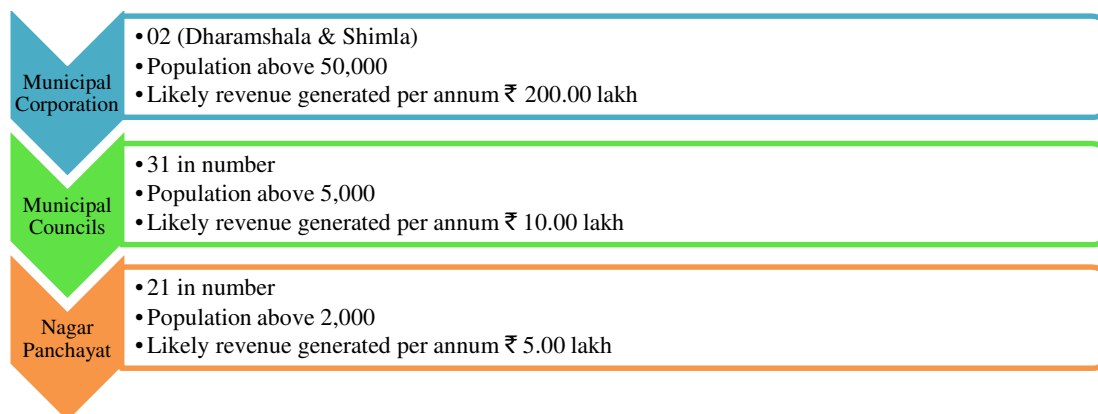 Municipal
Corporation
•02 (Dharamshala & Shimla)
•Population above 50,000
•Likely revenue generated per annum ₹ 200.00 lakh
Municipal
Councils
•31 in number
•Population above 5,000
•Likely revenue generated per annum ₹ 10.00 lakh
Nagar
Panchayat
•21 in number
•Population above 2,000
•Likely revenue generated per annum ₹ 5.00 lakh